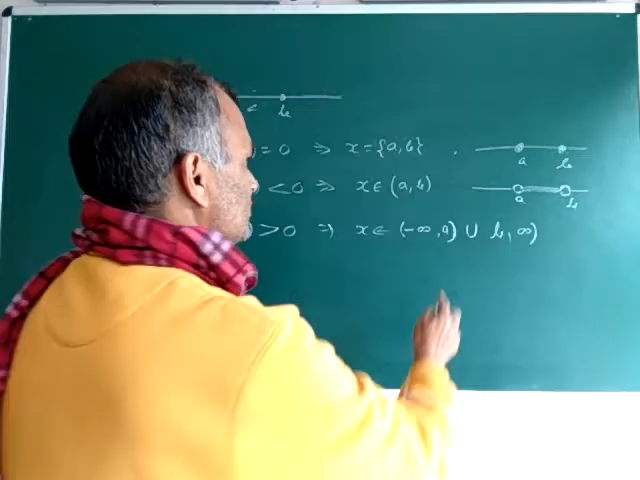 < b
= 0 ⇒ x = {a, b} . a b
< 0 ⇒ x ∈ (a, b) a b
> 0 ⇒ x ∈ (-∞, a) ∪ b, ∞)